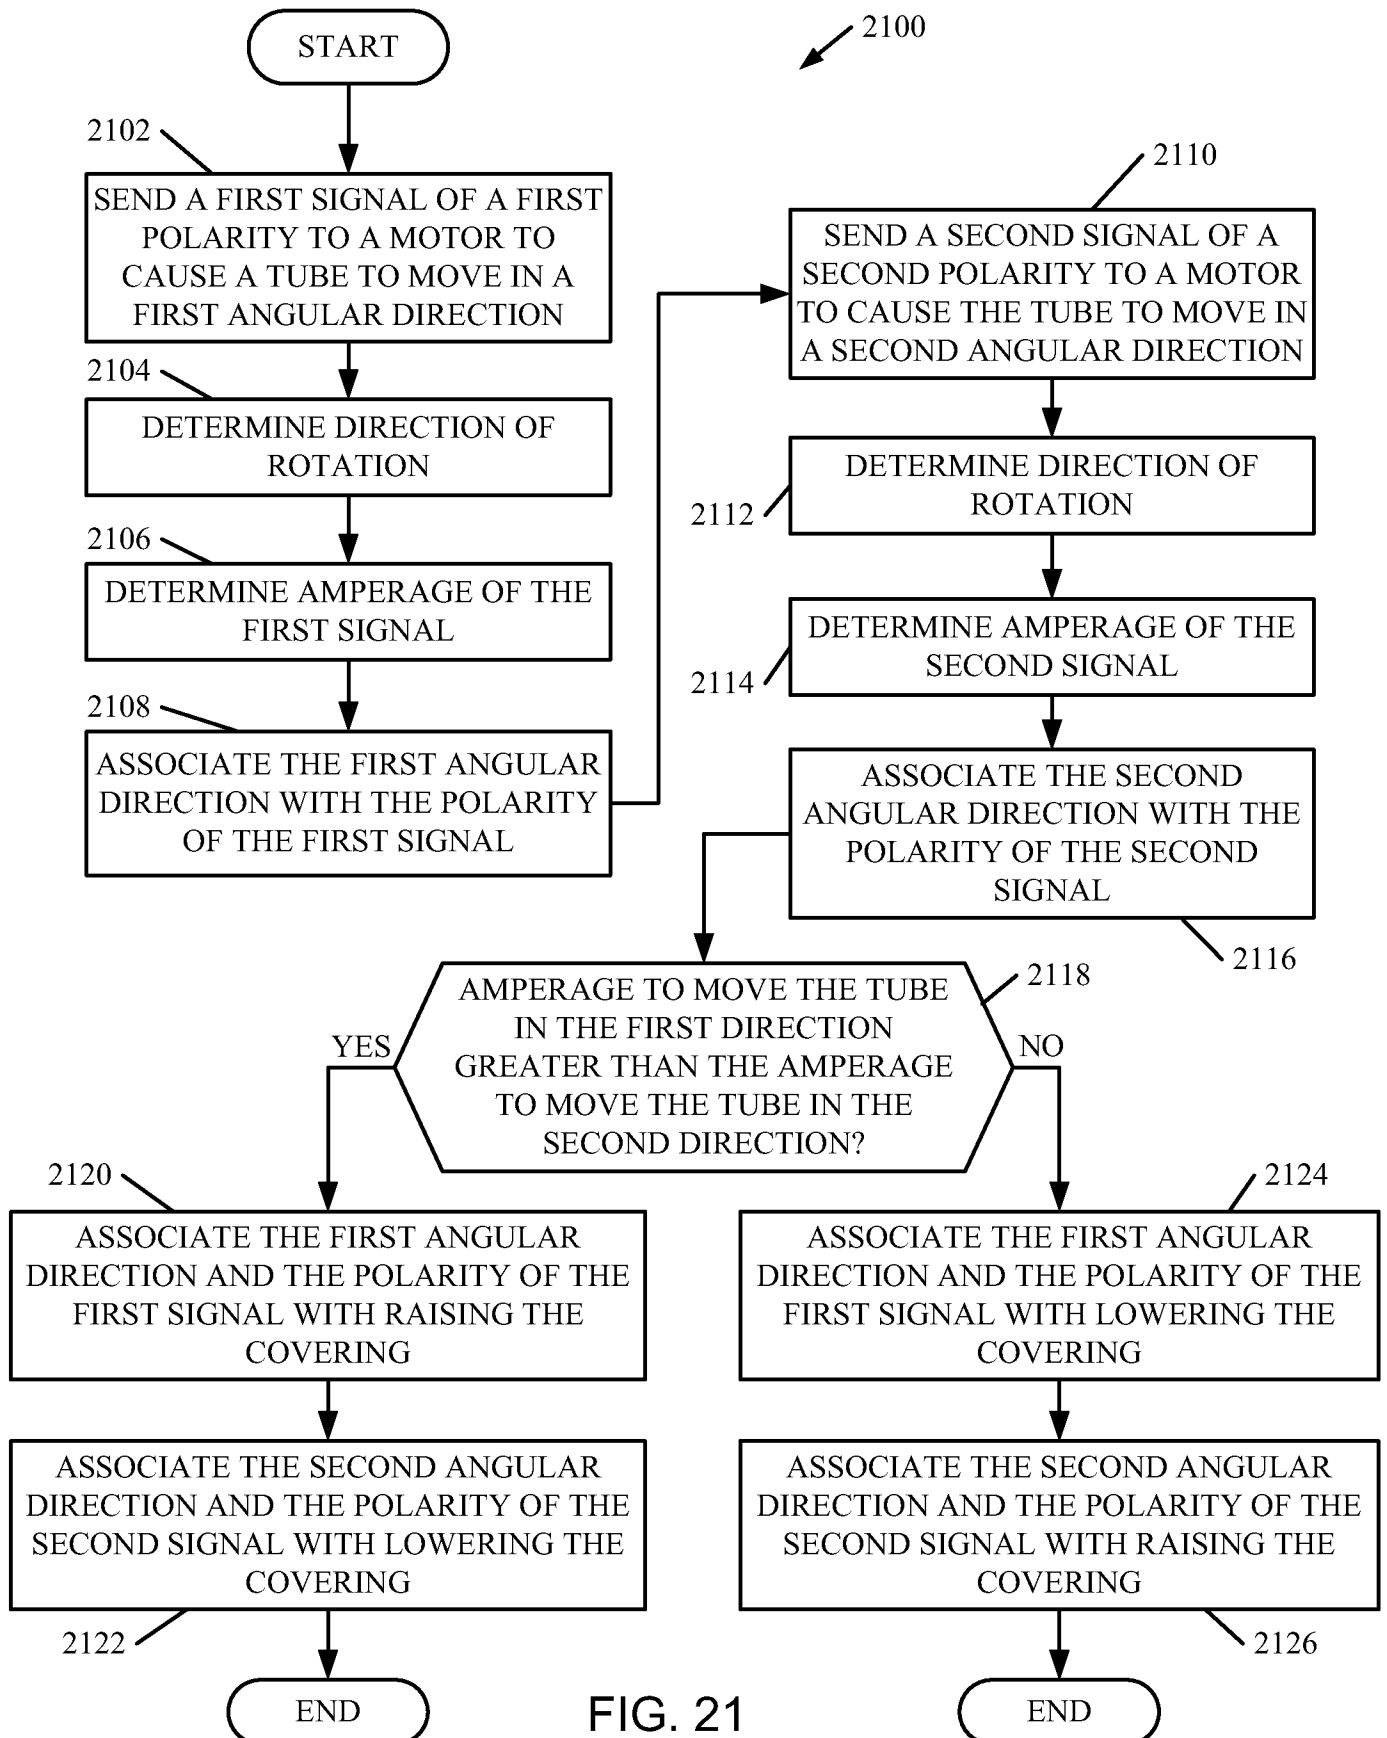 START
2100
2102
SEND A FIRST SIGNAL OF A FIRST
POLARITY TO A MOTOR TO
CAUSE A TUBE TO MOVE IN A
FIRST ANGULAR DIRECTION
2104
DETERMINE DIRECTION OF
ROTATION
2106
DETERMINE AMPERAGE OF THE
FIRST SIGNAL
2108
ASSOCIATE THE FIRST ANGULAR
DIRECTION WITH THE POLARITY
OF THE FIRST SIGNAL
2110
SEND A SECOND SIGNAL OF A
SECOND POLARITY TO A MOTOR
TO CAUSE THE TUBE TO MOVE IN
A SECOND ANGULAR DIRECTION
DETERMINE DIRECTION OF
ROTATION
2112
DETERMINE AMPERAGE OF THE
SECOND SIGNAL
2114
ASSOCIATE THE SECOND
ANGULAR DIRECTION WITH THE
POLARITY OF THE SECOND
SIGNAL
2116
2118
AMPERAGE TO MOVE THE TUBE
IN THE FIRST DIRECTION
GREATER THAN THE AMPERAGE
TO MOVE THE TUBE IN THE
SECOND DIRECTION?
YES
NO
2120
ASSOCIATE THE FIRST ANGULAR
DIRECTION AND THE POLARITY OF THE
FIRST SIGNAL WITH RAISING THE
COVERING
ASSOCIATE THE SECOND ANGULAR
DIRECTION AND THE POLARITY OF THE
SECOND SIGNAL WITH LOWERING THE
COVERING
2122
END
2124
ASSOCIATE THE FIRST ANGULAR
DIRECTION AND THE POLARITY OF THE
FIRST SIGNAL WITH LOWERING THE
COVERING
ASSOCIATE THE SECOND ANGULAR
DIRECTION AND THE POLARITY OF THE
SECOND SIGNAL WITH RAISING THE
COVERING
2126
END
FIG. 21